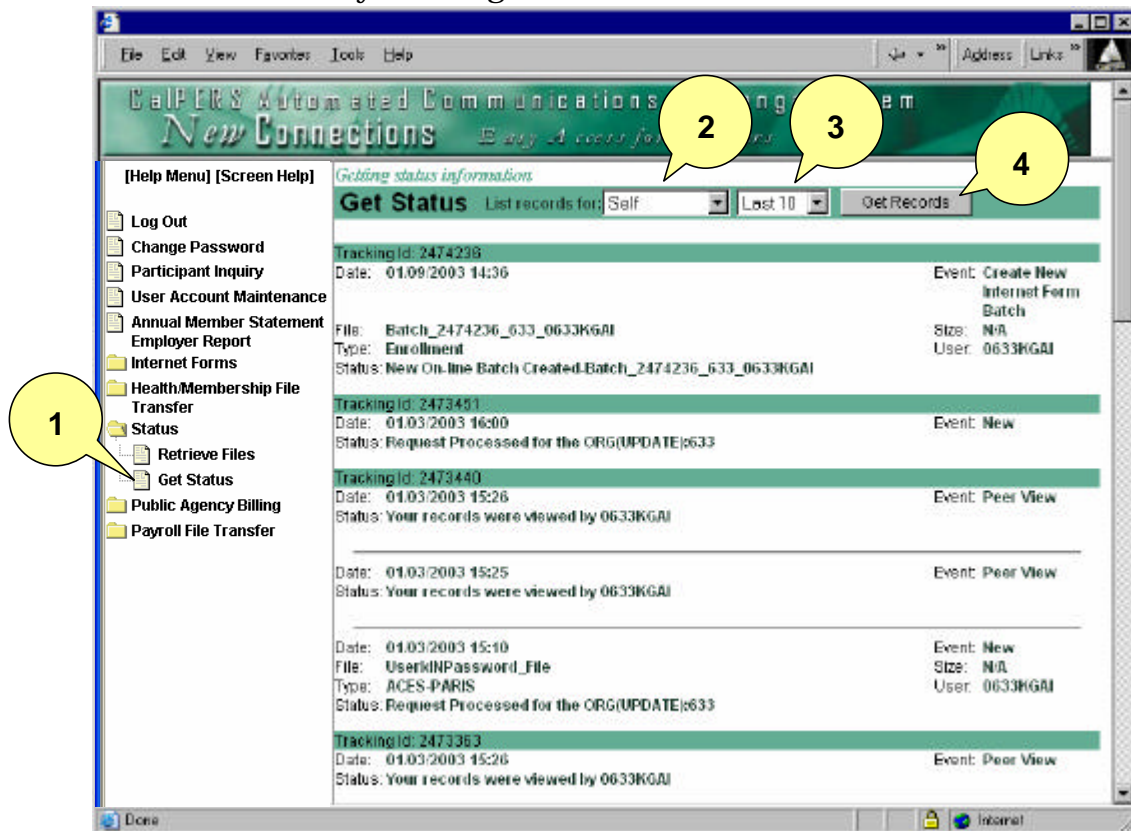 File Edit View Favorites Tools Help
Address Links
CalPERS Automated Communications
New Connections Easy Access for
2
3
4
[Help Menu] [Screen Help]
Log Out
Change Password
Participant Inquiry
User Account Maintenance
Annual Member Statement
Employer Report
Internet Forms
Health/Membership File
Transfer
1
Status
Retrieve Files
Get Status
Public Agency Billing
Payroll File Transfer
Getting status information
Get Status List records for: Self Last 10 Get Records
Tracking Id: 2474236
Date: 01/09/2003 14:36 Event: Create New
Internet Form
Batch
File: Batch_2474236_633_0633KGAI Size: N/A
Type: Enrollment User: 0633KGAI
Status: New On-line Batch Created-Batch_2474236_633_0633KGAI
Tracking Id: 2473451
Date: 01/03/2003 16:00 Event: New
Status: Request Processed for the ORG(UPDATE):633
Tracking Id: 2473440
Date: 01/03/2003 15:26 Event: Peer View
Status: Your records were viewed by 0633KGAI
Date: 01/03/2003 15:25 Event: Peer View
Status: Your records were viewed by 0633KGAI
Date: 01/03/2003 15:10 Event: New
File: UserkINPassword_File Size: N/A
Type: ACES-PARIS User: 0633KGAI
Status: Request Processed for the ORG(UPDATE):633
Tracking Id: 2473363
Date: 01/03/2003 15:26 Event: Peer View
Status: Your records were viewed by 0633KGAI
Done Internet